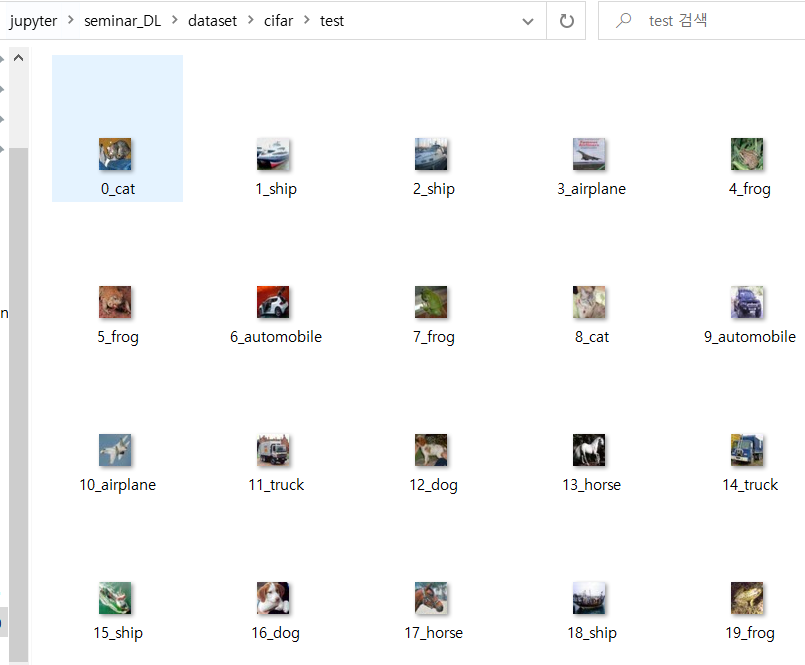 jupyter > seminar_DL > dataset > cifar > test
test 검색
0_cat
1_ship
2_ship
3_airplane
4_frog
5_frog
6_automobile
7_frog
8_cat
9_automobile
10_airplane
11_truck
12_dog
13_horse
14_truck
15_ship
16_dog
17_horse
18_ship
19_frog
n